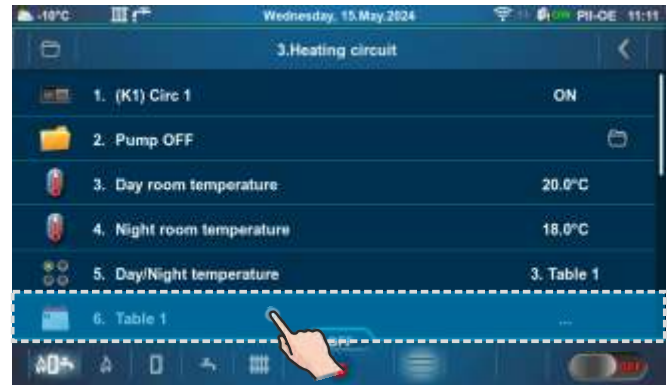 -10°C Wednesday, 15.May.2024 PII-CE 11:11
3.Heating circuit
1. (K1) Circ 1 ON
2. Pump OFF
3. Day room temperature 20.0°C
4. Night room temperature 18.0°C
5. Day/Night temperature 3. Table 1
6. Table 1 ...
OFF